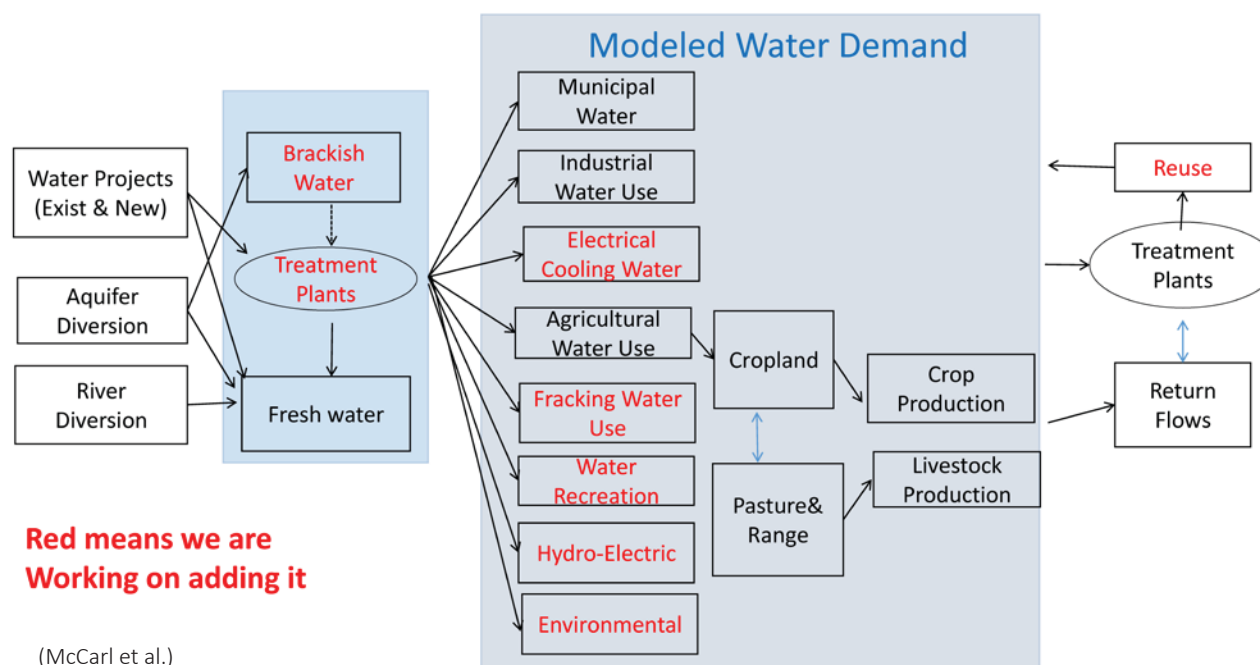 Modeled Water Demand
Water Projects
(Exist & New)
Aquifer
Diversion
River
Diversion
Brackish
Water
Treatment
Plants
Fresh water
Municipal
Water
Industrial
Water Use
Electrical
Cooling Water
Agricultural
Water Use
Fracking Water
Use
Water
Recreation
Hydro-Electric
Environmental
Cropland
Pasture&
Range
Crop
Production
Livestock
Production
Reuse
Treatment
Plants
Return
Flows
Red means we are
Working on adding it
(McCarl et al.)